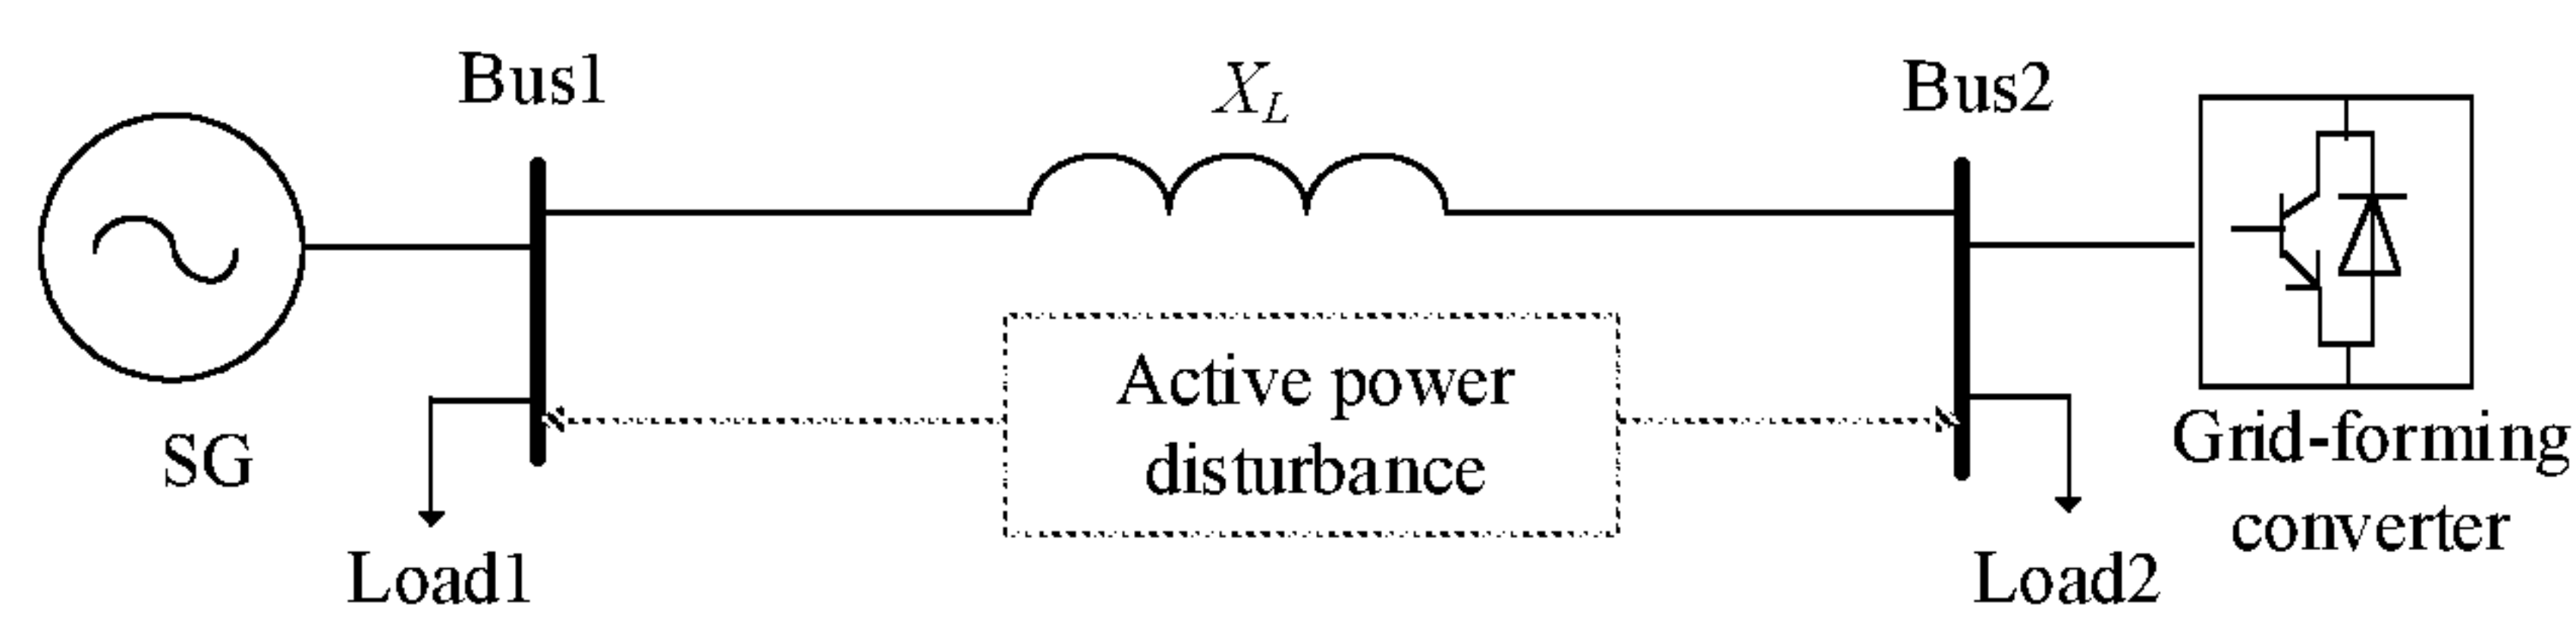 Bus1
X_L
Bus2
Active power
disturbance
SG
Load1
Grid-forming
converter
Load2